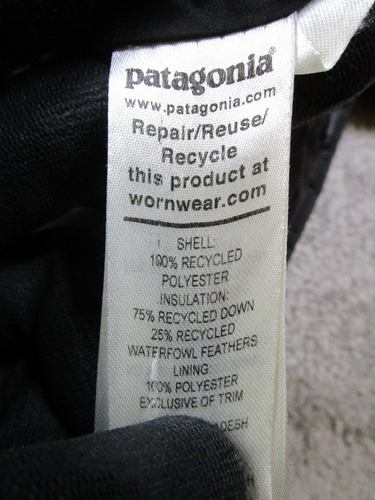 patagonia®
www.patagonia.com
Repair/Reuse/
Recycle
this product at
wornwear.com
SHELL:
100% RECYCLED
POLYESTER
INSULATION:
75% RECYCLED DOWN
25% RECYCLED
WATERFOWL FEATHERS
LINING:
100% POLYESTER
EXCLUSIVE OF TRIM